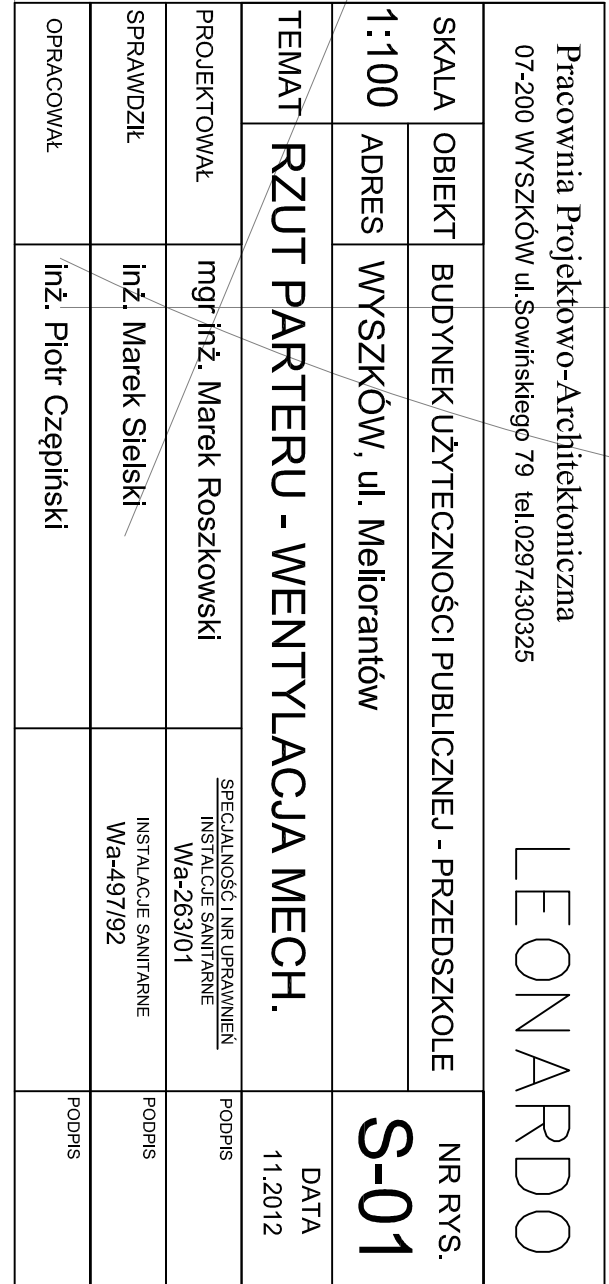 Pracownia Projektowo-Architektoniczna
07-200 WYSZKÓW ul.Sowińskiego 79 tel.0297430325
LEONARDO
SKALA
1:100
OBIEKT
BUDYNEK UŻYTECZNOŚCI PUBLICZNEJ - PRZEDSZKOLE
ADRES
WYSZKÓW, ul. Meliorantów
NR RYS.
S-01
TEMAT
RZUT PARTERU - WENTYLACJA MECH.
DATA
11.2012
PROJEKTOWAŁ
mgr inż. Marek Roszkowski
SPECJALNOŚĆ I NR UPRAWNIEŃ
INSTALCJE SANITARNE
Wa-263/01
PODPIS
SPRAWDZIŁ
inż. Marek Sielski
INSTALACJE SANITARNE
Wa-497/92
PODPIS
OPRACOWAŁ
inż. Piotr Czępiński
PODPIS